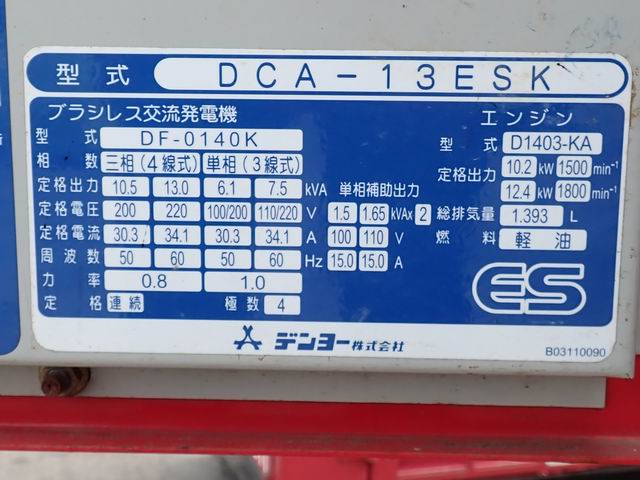 型式 DCA-13ESK
ブラシレス交流発電機
型式 DF-0140K
相数 三相(4線式) 単相(3線式)
定格出力 10.5 13.0 6.1 7.5 kVA 単相補助出力
定格電圧 200 220 100/200 110/220 V 1.5 1.65 kVAx 2
定格電流 30.3 34.1 30.3 34.1 A 100 110 V
周波数 50 60 50 60 Hz 15.0 15.0 A
力率 0.8 1.0
定格 連続 極数 4
エンジン
型式 D1403-KA
定格出力 10.2 kW 1500 min⁻¹
12.4 kW 1800 min⁻¹
総排気量 1.393 L
燃料 軽油
ES
デンヨー株式会社
B03110090